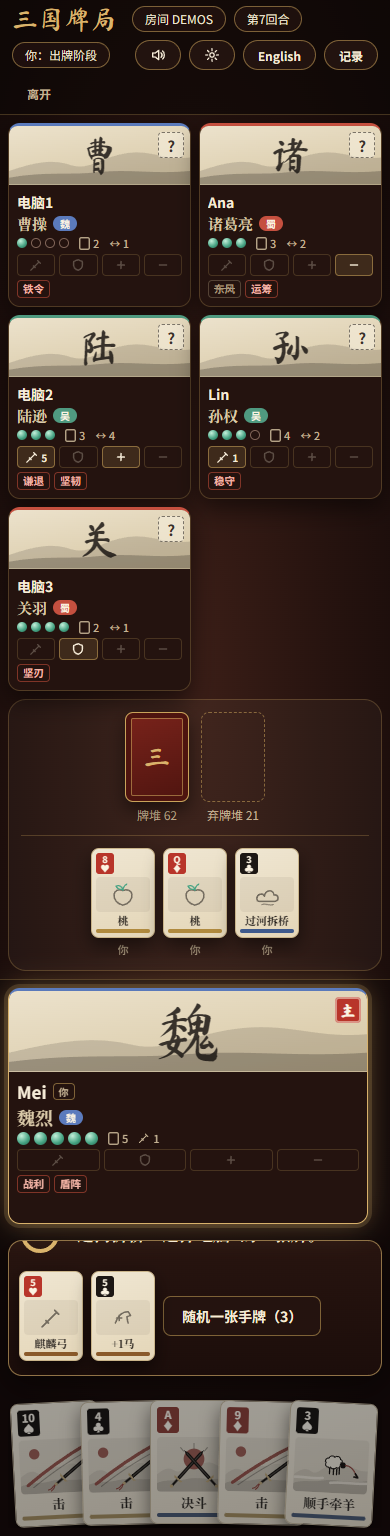 三国牌局
房间 DEMOS
第7回合
你: 出牌阶段
English
记录
离开
曹
?
电脑1
曹操 魏
2 ↔1
铁令
诸
?
Ana
诸葛亮 蜀
3 ↔2
−
东风 运筹
陆
?
电脑2
陆逊 吴
3 ↔4
5 +
谦退 坚韧
孙
?
Lin
孙权 吴
4 ↔2
1
稳守
关
?
电脑3
关羽 蜀
2 ↔1
坚刃
三
牌堆 62
弃牌堆 21
8
桃
你
Q
桃
你
3
过河拆桥
你
魏
主
Mei 你
魏烈 魏
5 1
战利 盾阵
5
麒麟弓
5
+1马
随机一张手牌（3）
10
击
4
击
A
决斗
9
击
3
顺手牵羊